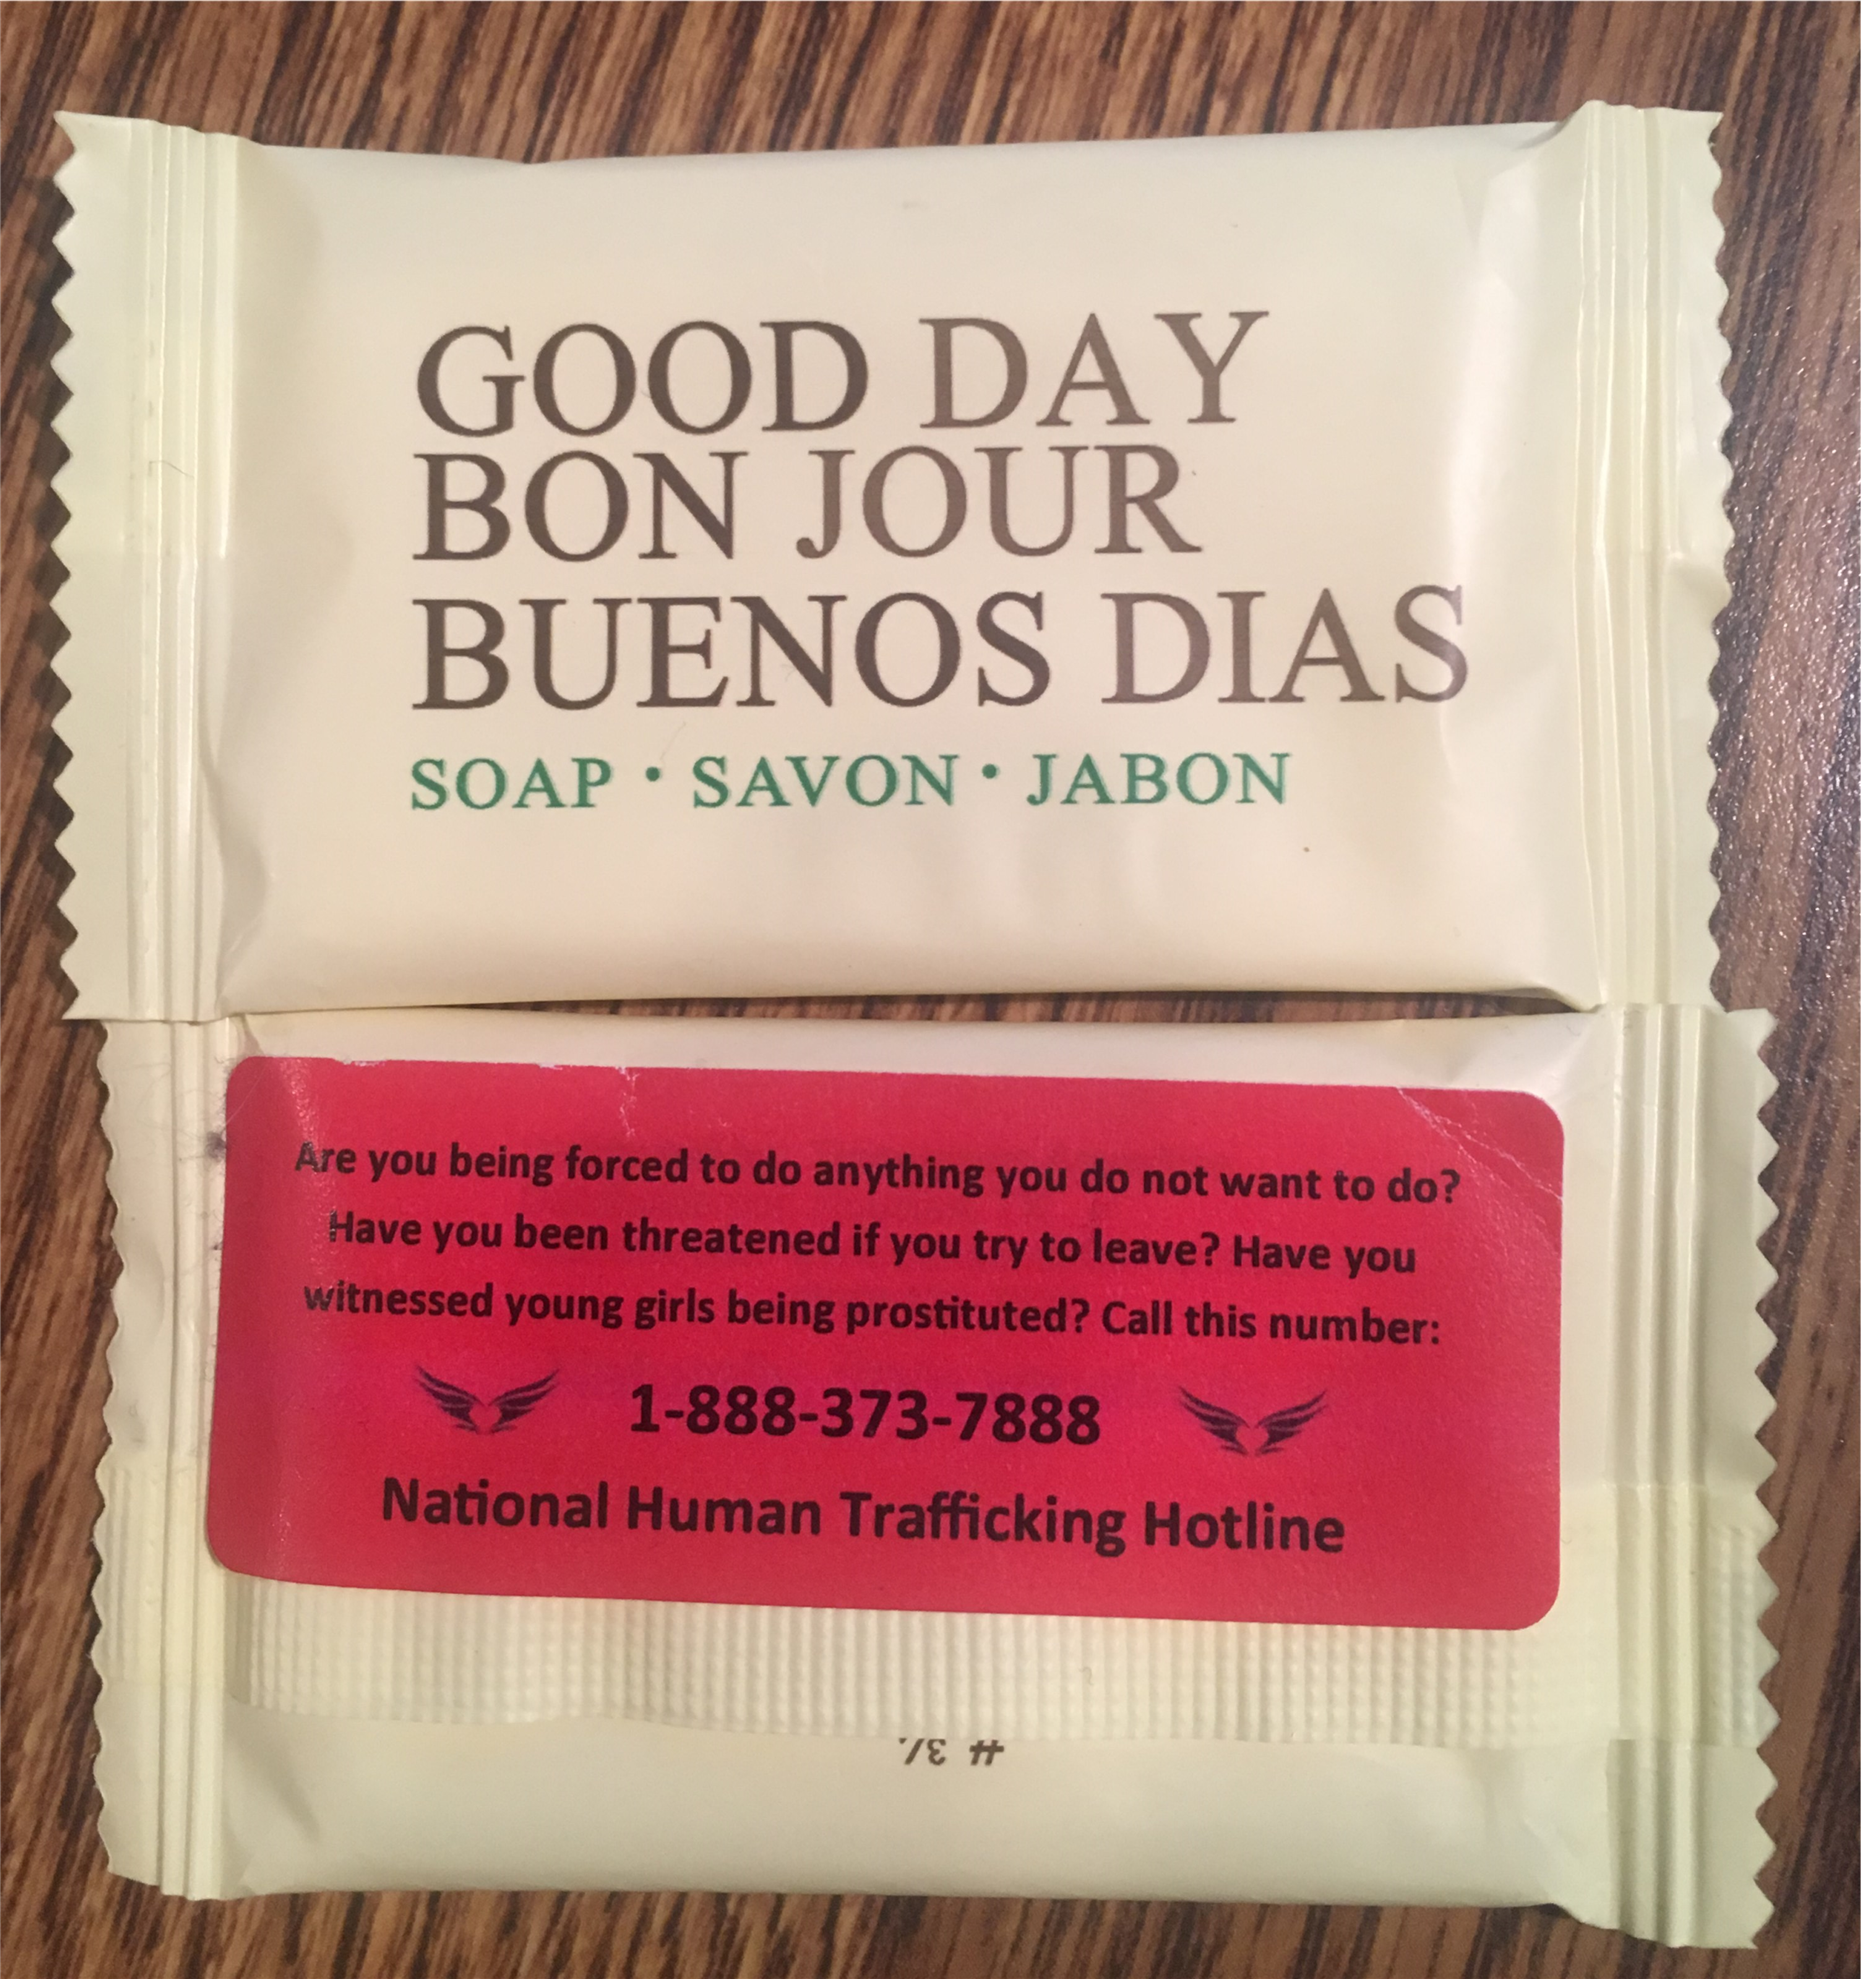 GOOD DAY
BON JOUR
BUENOS DIAS
SOAP · SAVON · JABON
Are you being forced to do anything you do not want to do?
Have you been threatened if you try to leave? Have you
witnessed young girls being prostituted? Call this number:
1-888-373-7888
National Human Trafficking Hotline
# 3/